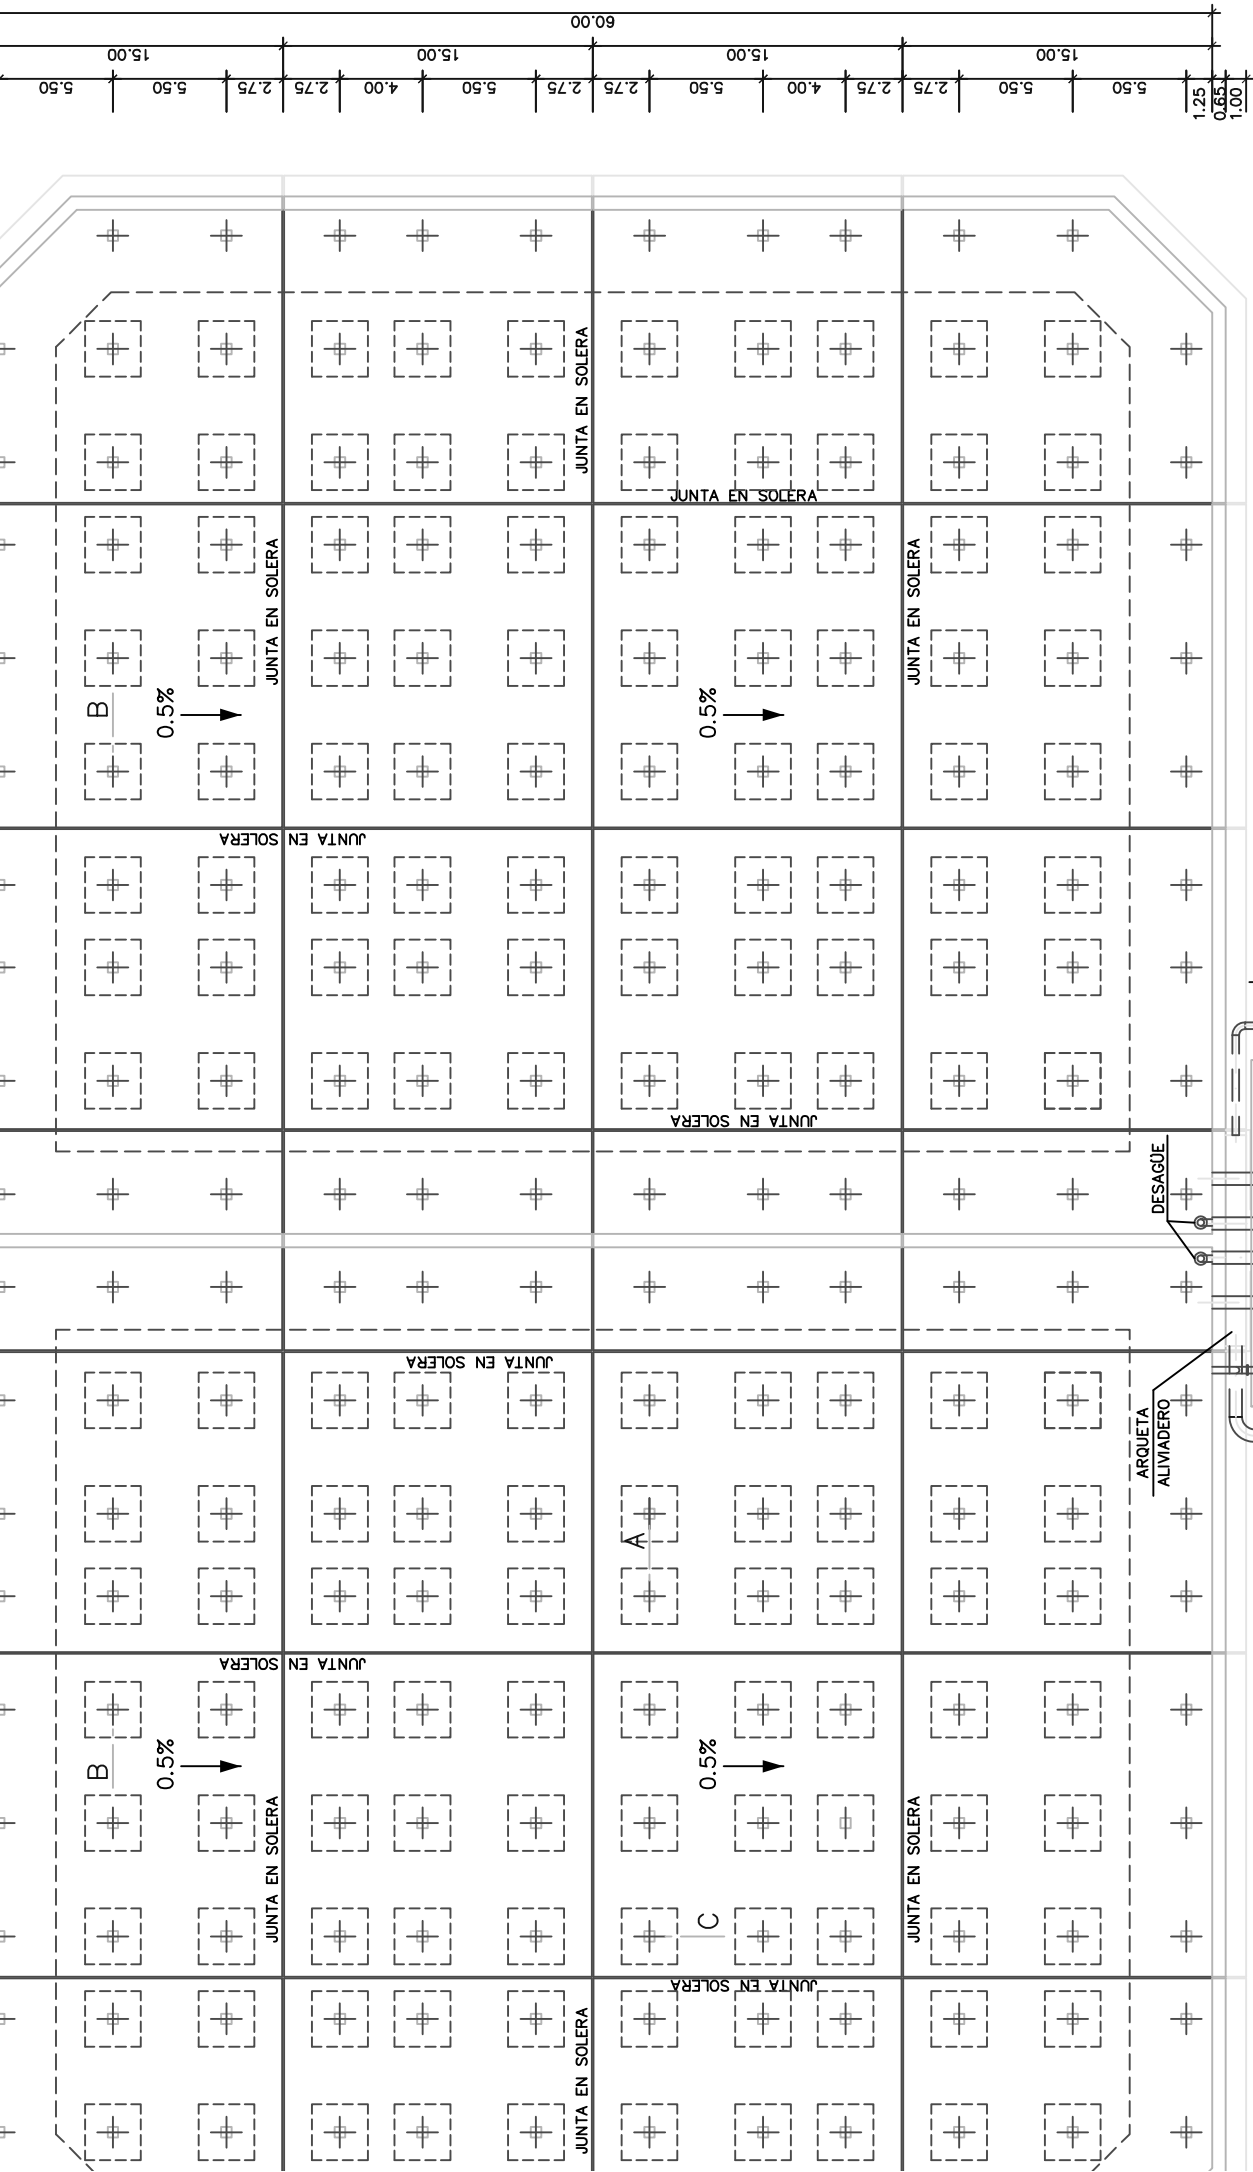 60.00
15.00
15.00
15.00
15.00
5.50
5.50
2.75
2.75
4.00
5.50
2.75
2.75
5.50
4.00
2.75
2.75
5.50
5.50
1.25
0.65
1.00
JUNTA EN SOLERA
JUNTA EN SOLERA
JUNTA EN SOLERA
JUNTA EN SOLERA
B
0.5%
0.5%
JUNTA EN SOLERA
JUNTA EN SOLERA
DESAGÜE
JUNTA EN SOLERA
ARQUETA
ALIVIADERO
A
JUNTA EN SOLERA
B
0.5%
0.5%
JUNTA EN SOLERA
JUNTA EN SOLERA
C
JUNTA EN SOLERA
JUNTA EN SOLERA